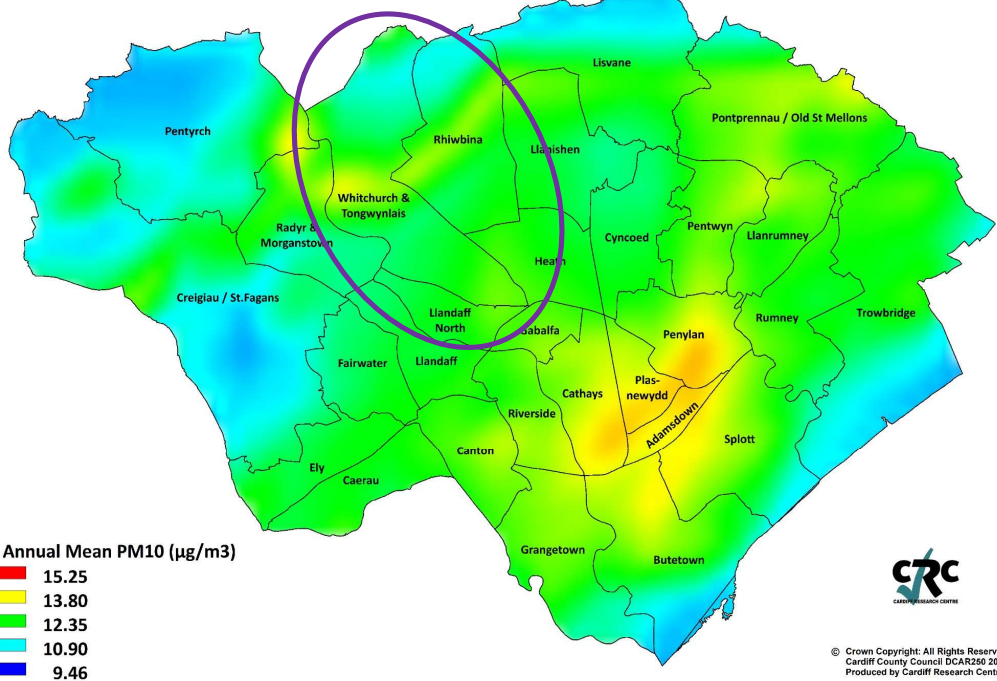 Lisvane
Pontprennau / Old St Mellons
Pentyrch
Rhiwbina
Llanishen
Whitchurch &
Tongwynlais
Radyr &
Morganstown
Cyncoed
Pentwyn
Llanrumney
Heath
Creigiau / St.Fagans
Llandaff
North
Gabalfa
Penylan
Rumney
Trowbridge
Fairwater
Llandaff
Cathays
Plas-
newydd
Riverside
Adamsdown
Splott
Canton
Ely
Caerau
Grangetown
Butetown
Annual Mean PM10 (µg/m3)
15.25
13.80
12.35
10.90
9.46
CRC
CARDIFF RESEARCH CENTRE
© Crown Copyright: All Rights Reserv
Cardiff County Council DCAR250 20
Produced by Cardiff Research Cent